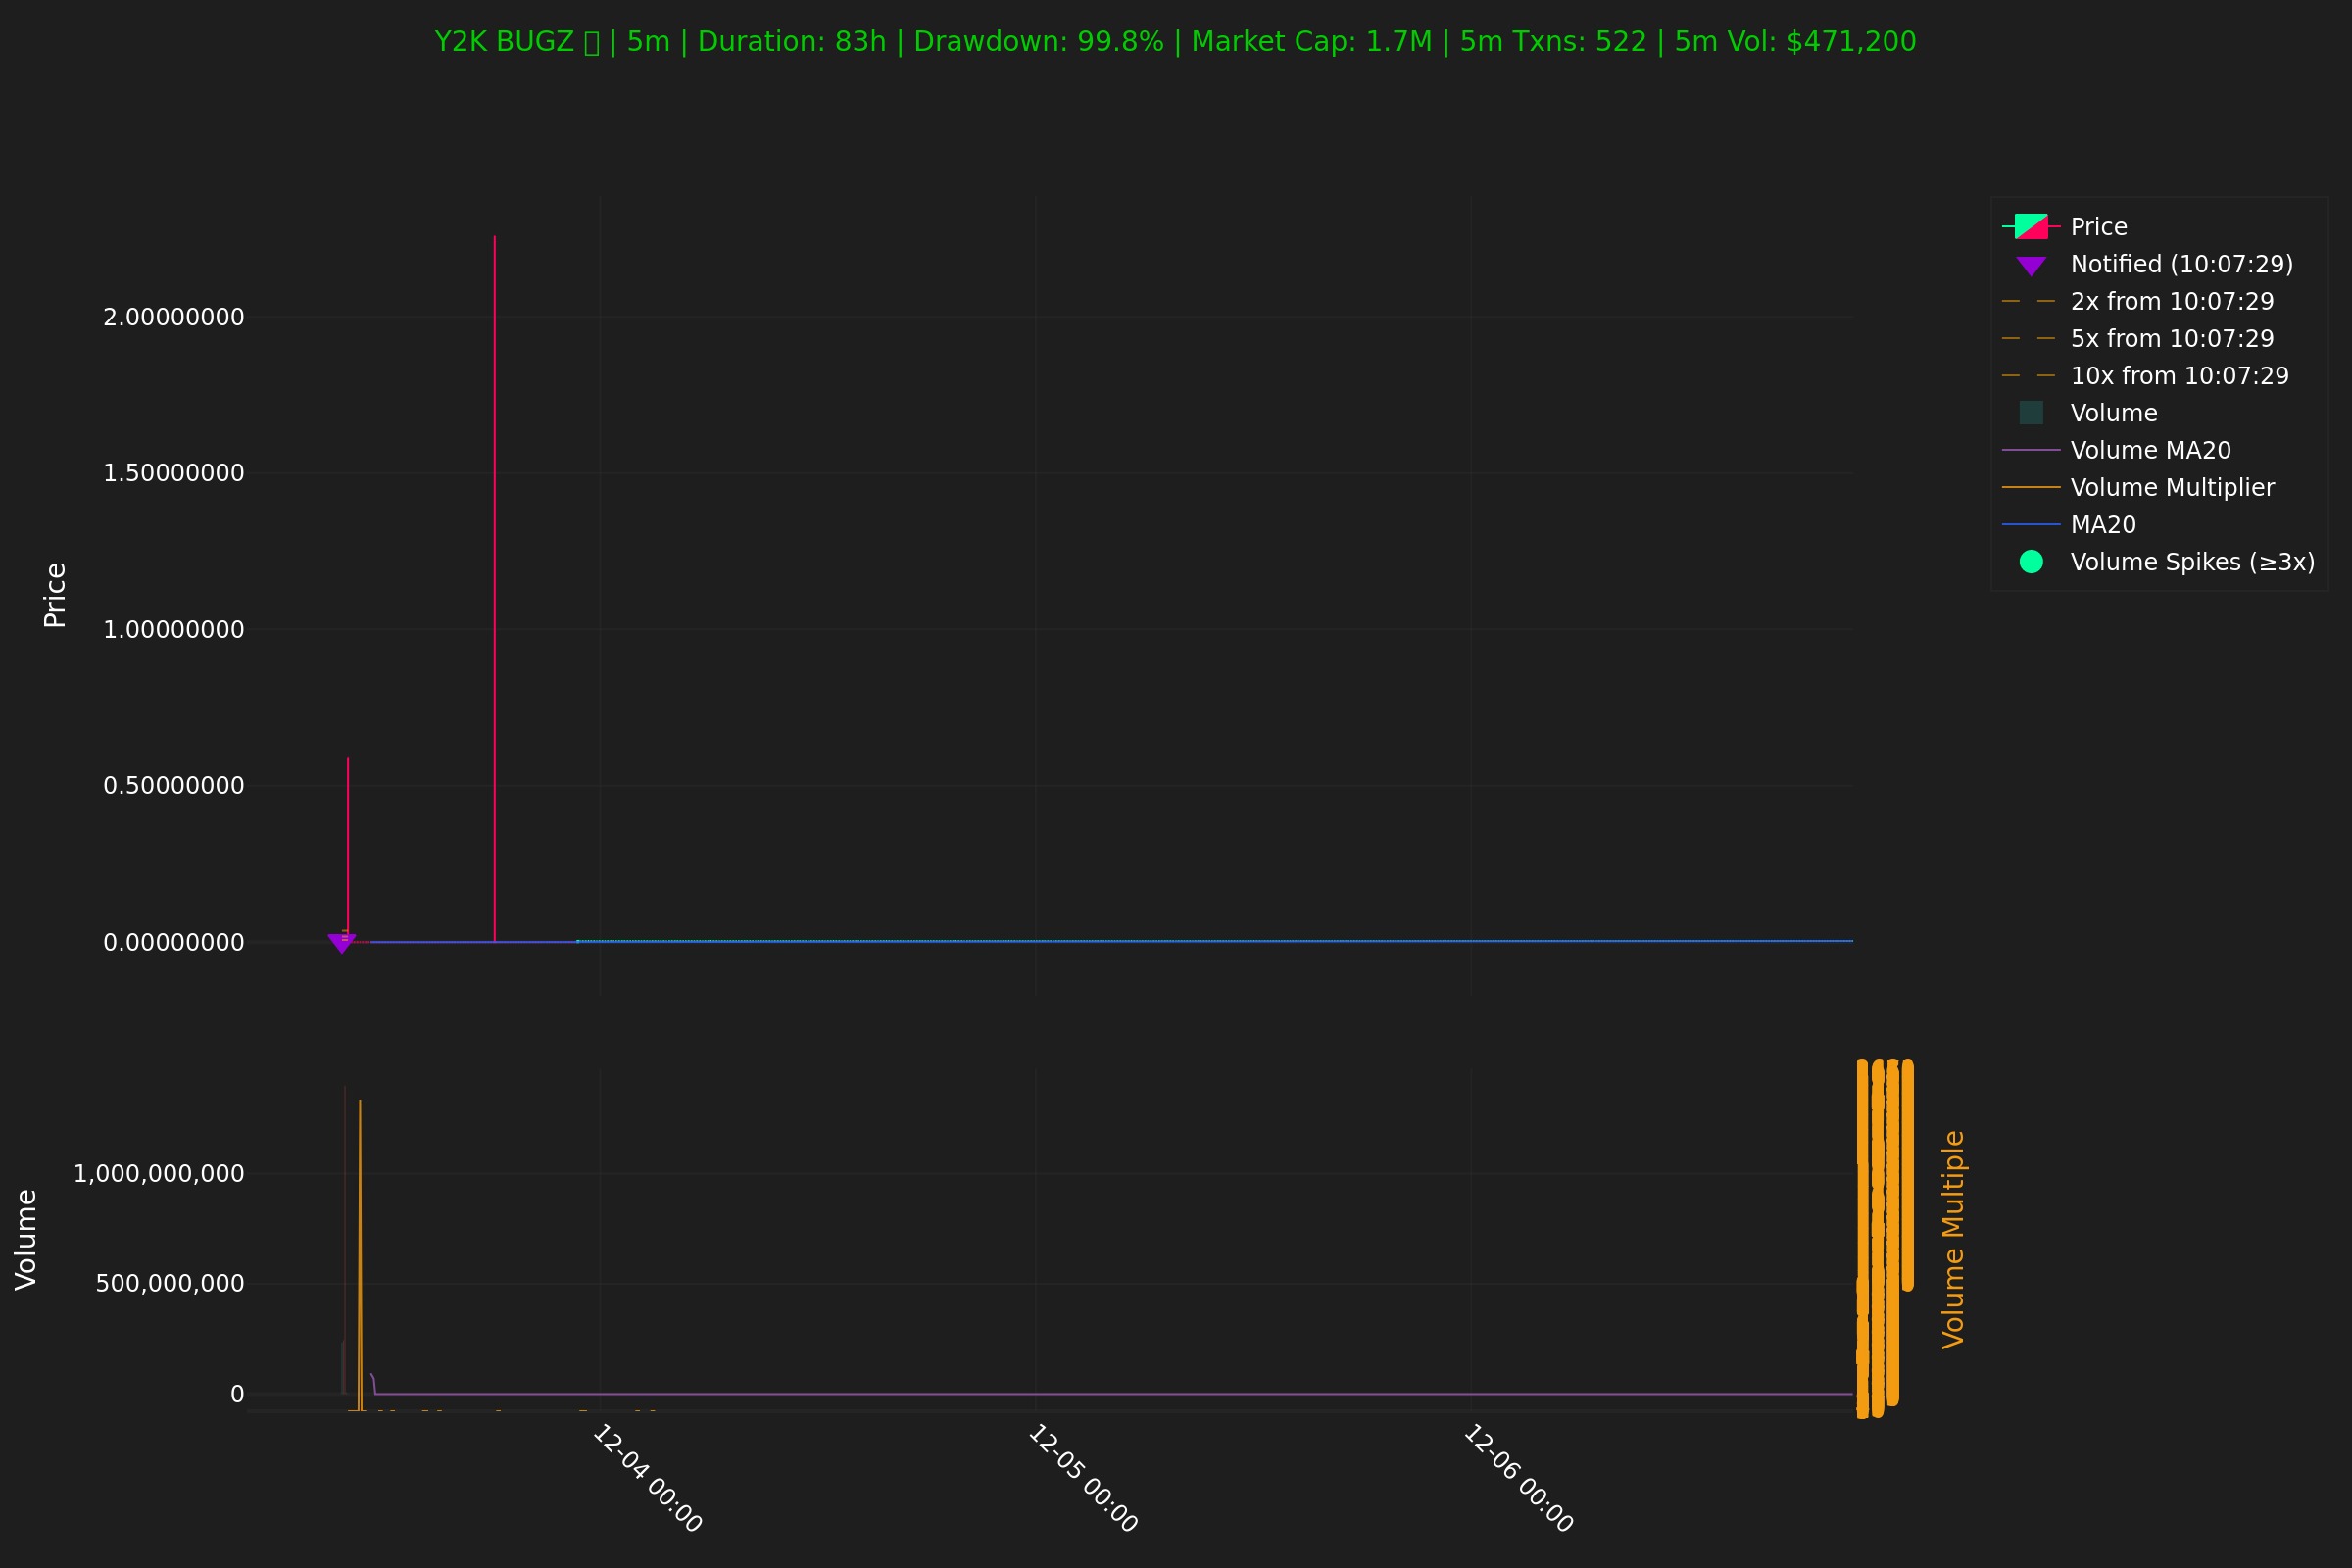 Y2K BUGZ | 5m | Duration: 83h | Drawdown: 99.8% | Market Cap: 1.7M | 5m Txns: 522 | 5m Vol: $471,200
Price
2.00000000
1.50000000
1.00000000
0.50000000
0.00000000
Price
Notified (10:07:29)
2x from 10:07:29
5x from 10:07:29
10x from 10:07:29
Volume
Volume MA20
Volume Multiplier
MA20
Volume Spikes (≥3x)
Volume
1,000,000,000
500,000,000
0
Volume Multiple
12-04 00:00
12-05 00:00
12-06 00:00